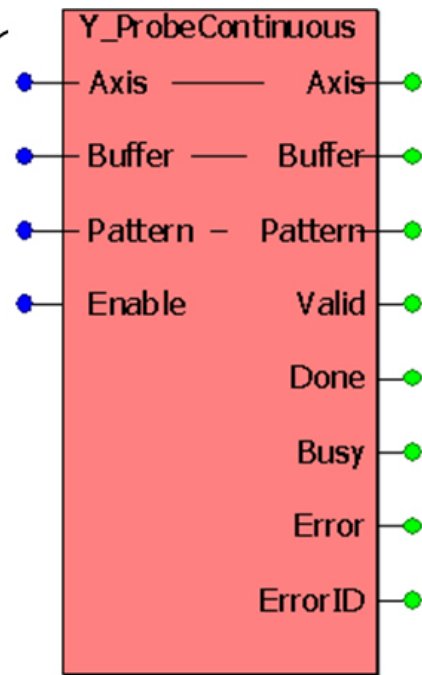 Y_ProbeContinuous
Axis Axis
Buffer Buffer
Pattern Pattern
Enable Valid
Done
Busy
Error
ErrorID